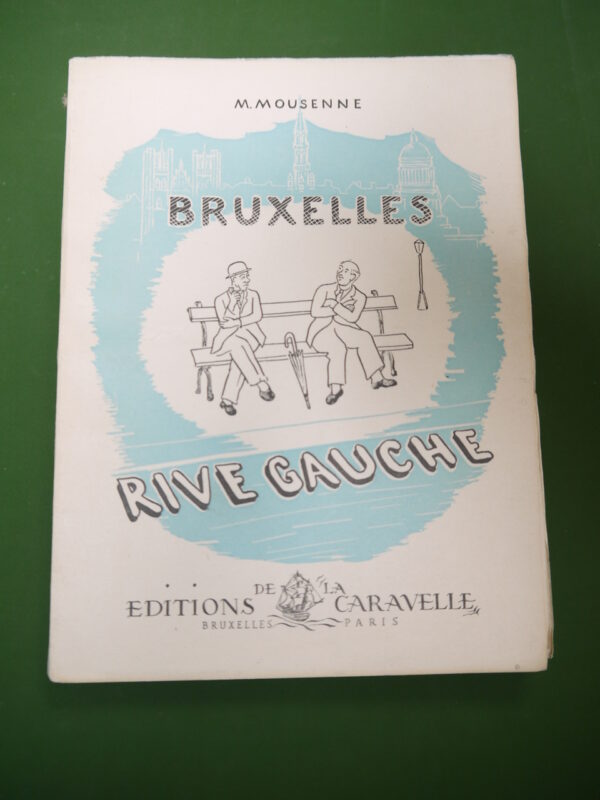 M. MOUSENNE
BRUXELLES
RIVE GAUCHE
EDITIONS DE LA CARAVELLE
BRUXELLES PARIS